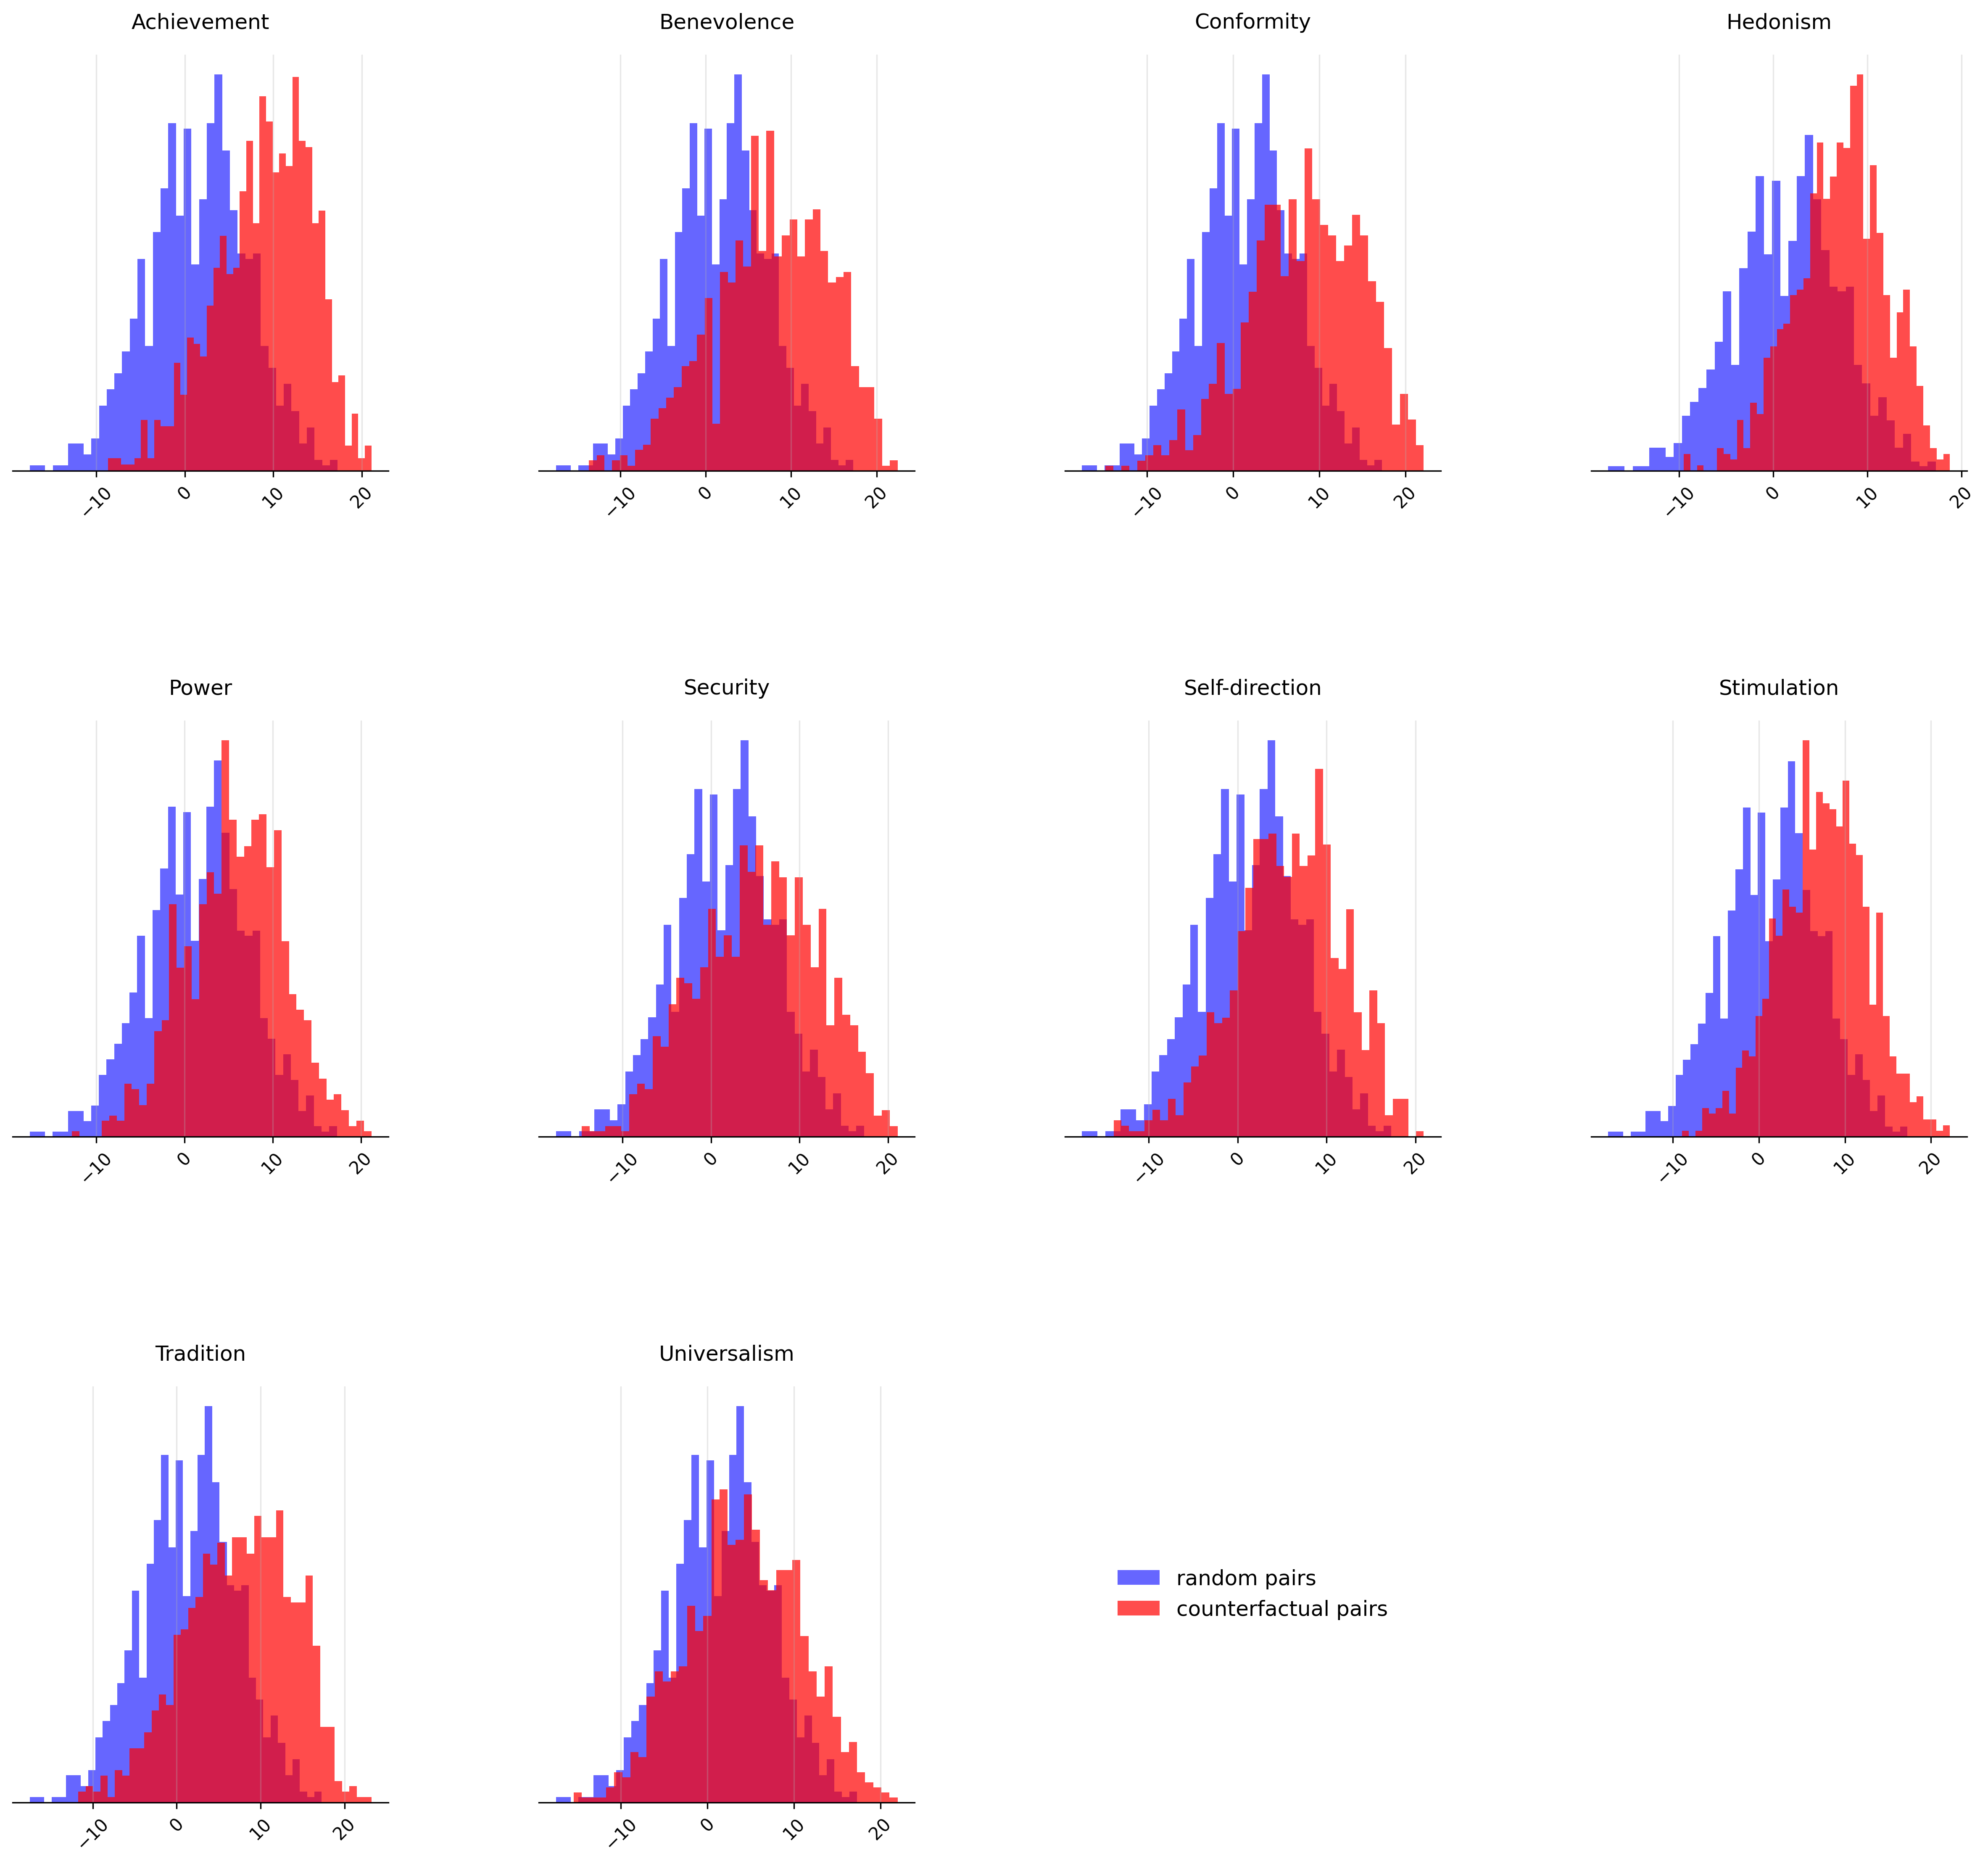 Achievement Benevolence Conformity Hedonism
−10 0 10 20 −10 0 10 20 −10 0 10 20 −10 0 10 20
Power Security Self-direction Stimulation
−10 0 10 20 −10 0 10 20 −10 0 10 20 −10 0 10 20
Tradition Universalism
random pairs
counterfactual pairs
−10 0 10 20 −10 0 10 20